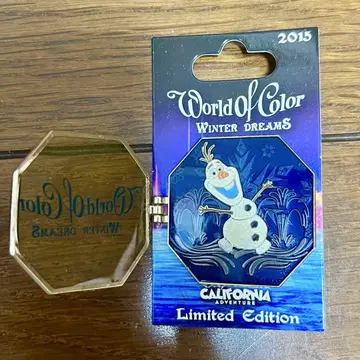 2015
World Of Color
WINTER DREAMS
World Of Color
WINTER DREAMS
CALIFORNIA
ADVENTURE
Limited Edition